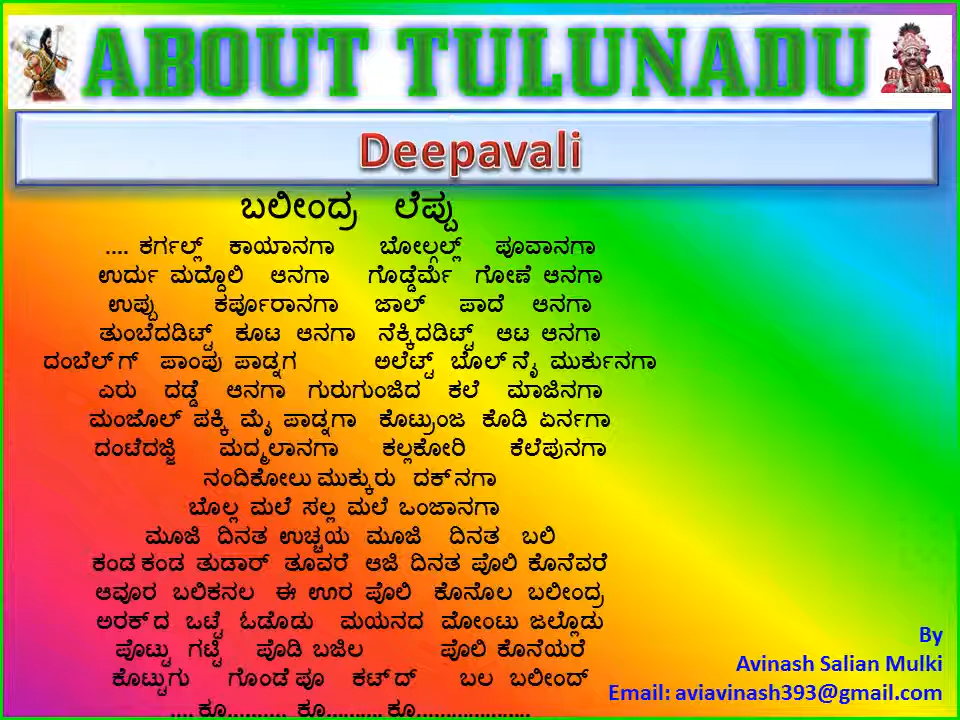 ABOUT TULUNADU
Deepavali
ಬಲೀಂದ್ರ ಲೆಪ್ಪು
.... ಕರ್ಗಲ್ಲ್ ಕಾಯಾನಗಾ ಬೋಲ್ಗಲ್ಲ್ ಪೂವಾನಗಾ
ಉರ್ದು ಮದ್ದೊಲಿ ಆನಗಾ ಗೊಡ್ಡೆರ್ಮೆ ಗೋಣೆ ಆನಗಾ
ಉಪ್ಪು ಕರ್ಪೂರಾನಗಾ ಜಾಲ್ ಪಾದೆ ಆನಗಾ
ತುಂಬೆದಡಿಟ್ಟ್ ಕೂಟ ಆನಗಾ ನೆಕ್ಕಿದಡಿಟ್ಟ್ ಆಟ ಆನಗಾ
ದಂಬೆಲ್‌ಗ್ ಪಾಂಪು ಪಾಡ್ನಗ ಅಲೆಟ್ಟ್ ಬೊಲ್‌ನೈ ಮುರ್ಕುನಗಾ
ಎರು ದಡ್ಡೆ ಆನಗಾ ಗುರುಗುಂಜಿದ ಕಲೆ ಮಾಜಿನಗಾ
ಮಂಜೊಲ್ ಪಕ್ಕಿ ಮೈ ಪಾಡ್ನಗಾ ಕೊಟ್ರುಂಜ ಕೊಡಿ ಏರ್ನಗಾ
ದಂಟೆದಜ್ಜಿ ಮದ್ಮಲಾನಗಾ ಕಲ್ಲಕೋರಿ ಕೆಲೆಪುನಗಾ
ನಂದಿಕೋಲು ಮುಕ್ಕುರು ದಕ್‌ನಗಾ
ಬೊಲ್ಲ ಮಲೆ ಸಲ್ಲ ಮಲೆ ಒಂಜಾನಗಾ
ಮೂಜಿ ದಿನತ ಉಚ್ಚಯ ಮೂಜಿ ದಿನತ ಬಲಿ
ಕಂಡ ಕಂಡ ತುಡಾರ್ ತೂವರೆ ಆಜಿ ದಿನತ ಪೊಲಿ ಕೊನೆವರೆ
ಆವೂರ ಬಲಿಕನಲ ಈ ಊರ ಪೊಲಿ ಕೊನೊಲ ಬಲೀಂದ್ರ
ಅರಕ್‌ದ ಒಟ್ಟೆ ಓಡೊಡು ಮಯನದ ಮೋಂಟು ಜಲ್ಲೊಡು
ಪೊಟ್ಟು ಗಟ್ಟಿ ಪೊಡಿ ಬಜಿಲ ಪೊಲಿ ಕೊನೆಯರೆ
ಕೊಟ್ಟುಗು ಗೊಂಡೆ ಪೂ ಕಟ್‌ದ್ ಬಲ ಬಲೀಂದ್
.... ಕೂ.......... ಕೂ.......... ಕೂ....................
By
Avinash Salian Mulki
Email: aviavinash393@gmail.com